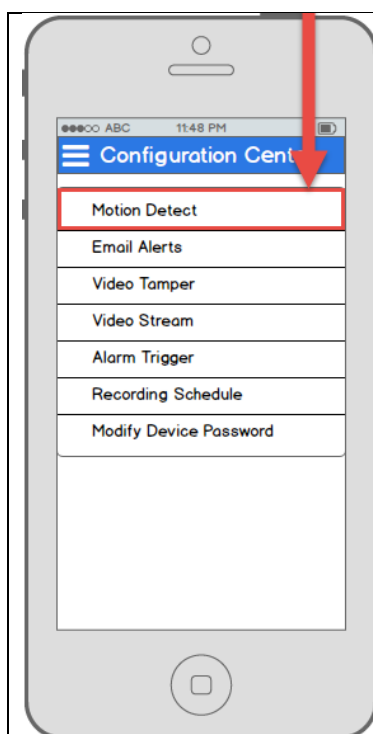 ABC 11:48 PM
Configuration Cent
Motion Detect
Email Alerts
Video Tamper
Video Stream
Alarm Trigger
Recording Schedule
Modify Device Password